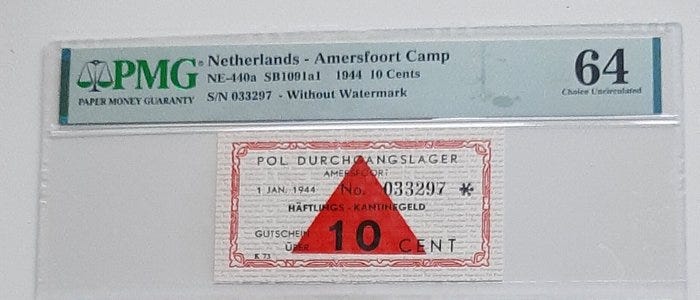 PMG
PAPER MONEY GUARANTY
Netherlands - Amersfoort Camp
NE-440a SB1091a1 1944 10 Cents
S/N 033297 - Without Watermark
64
Choice Uncirculated
POL. DURCHGANGSLAGER
AMERSFOORT
1 JAN. 1944 No. 033297 *
HÄFTLINGS - KANTINEGELD
GUTSCHEIN
ÜBER 10 CENT
K 73